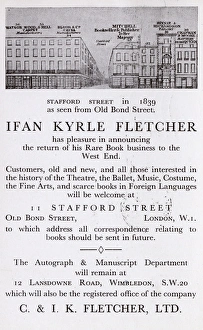 MITCHELL
STAFFORD STREET in 1839
as seen from Old Bond Street.
IFAN KYRLE FLETCHER
has pleasure in announcing
the return of his Rare Book business to the
West End.
Customers, old and new, and all those interested in
the history of the Theatre, the Ballet, Music, Costume,
the Fine Arts, and scarce books in Foreign Languages
will be welcome at
11 STAFFORD STREET
OLD BOND STREET, LONDON, W.1.
to which address all correspondence relating to
books should be sent in future.
The Autograph & Manuscript Department
will remain at
12 LANSDOWNE ROAD, WIMBLEDON, S.W.20
which will also be the registered office of the company
C. & I. K. FLETCHER, LTD.